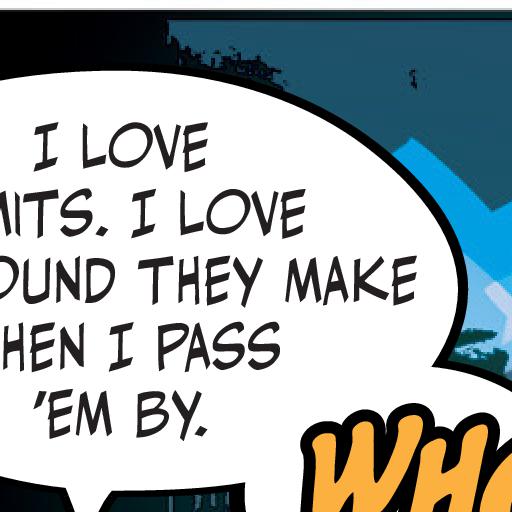 I LOVE
MITS. I LOVE
OUND THEY MAKE
HEN I PASS
'EM BY.
WHO